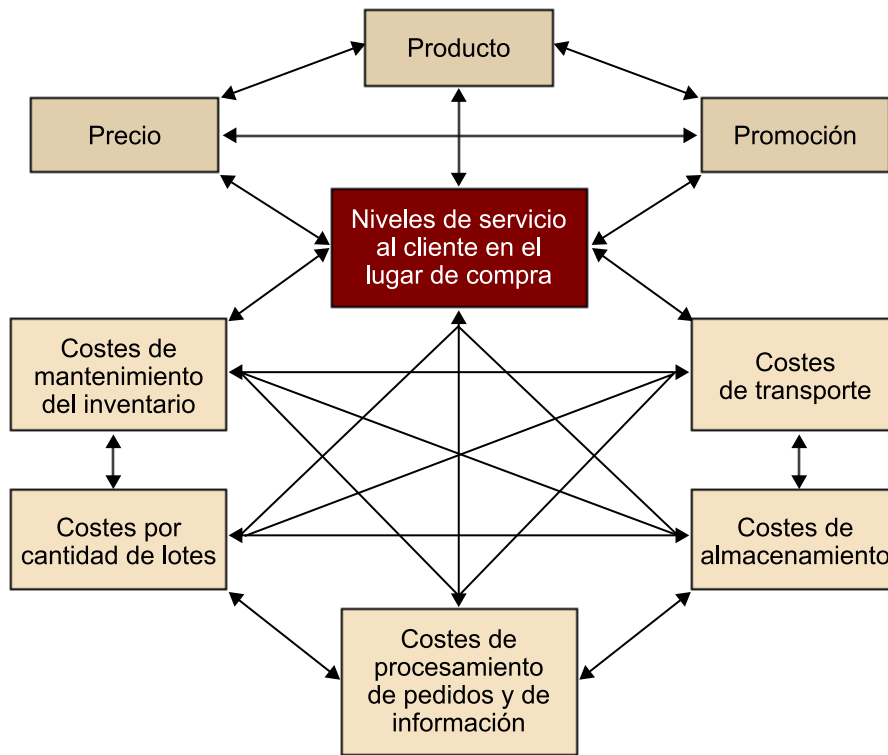 Producto
Precio
Promoción
Niveles de servicio
al cliente en el
lugar de compra
Costes de
mantenimiento
del inventario
Costes
de transporte
Costes por
cantidad de lotes
Costes de
almacenamiento
Costes de
procesamiento
de pedidos y de
información